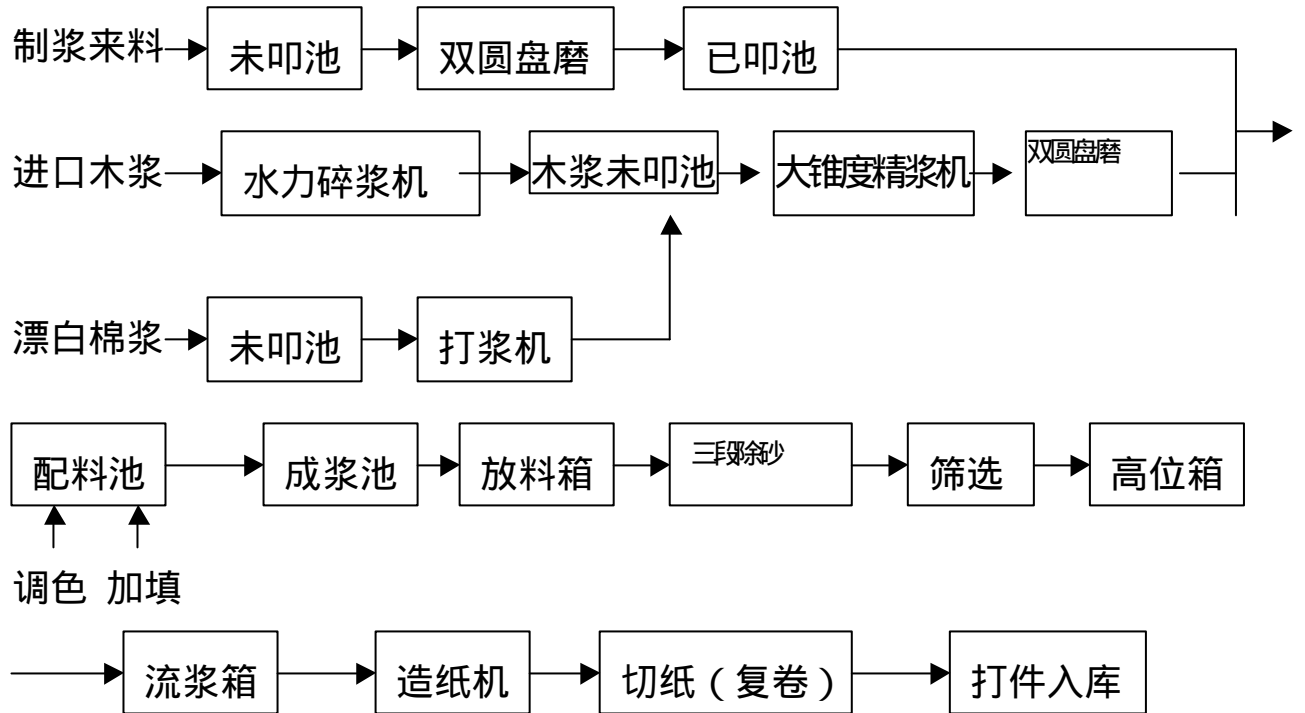 制浆来料 未叩池 双圆盘磨 已叩池
进口木浆 水力碎浆机 木浆未叩池 大锥度精浆机 双圆盘磨
漂白棉浆 未叩池 打浆机
配料池 成浆池 放料箱 三段除砂 筛选 高位箱
调色 加填
流浆箱 造纸机 切纸（复卷） 打件入库